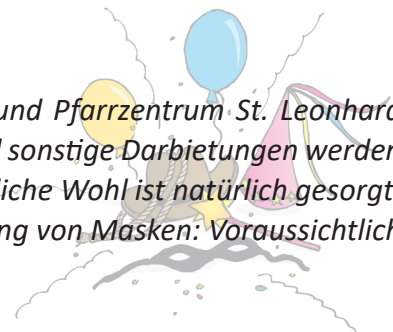 und Pfarrzentrum St. Leonhard
sonstige Darbietungen werden
liche Wohl ist natürlich gesorgt
ng von Masken: Voraussichtlich